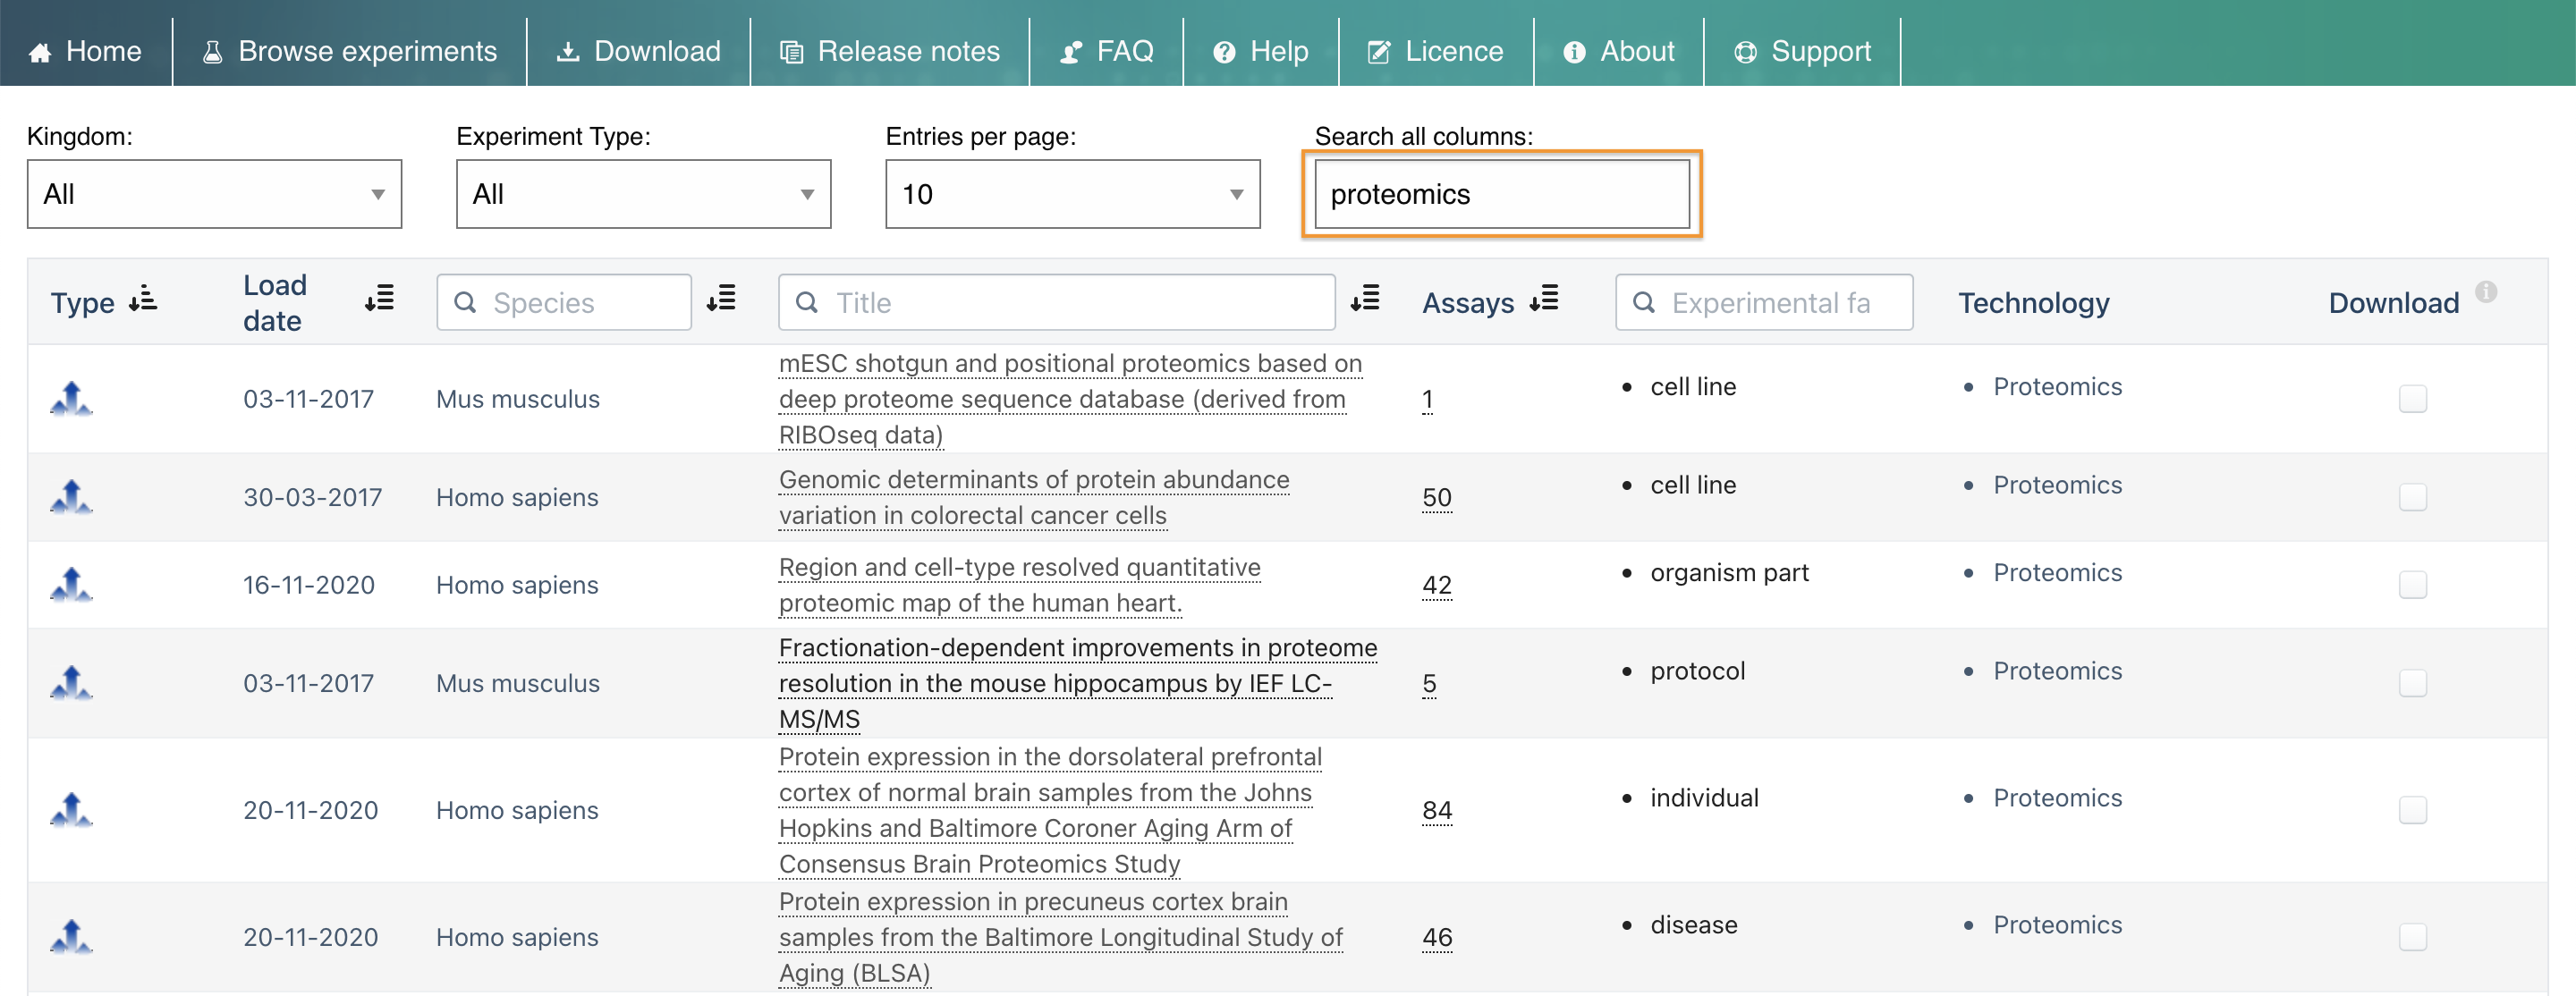 Home Browse experiments Download Release notes FAQ Help Licence About Support
Kingdom: Experiment Type: Entries per page: Search all columns:
All All 10 proteomics
Type Load date Species Title Assays Experimental fa Technology Download
mESC shotgun and positional proteomics based on
deep proteome sequence database (derived from
RIBOseq data)
03-11-2017 Mus musculus 1 • cell line • Proteomics
Genomic determinants of protein abundance
variation in colorectal cancer cells
30-03-2017 Homo sapiens 50 • cell line • Proteomics
Region and cell-type resolved quantitative
proteomic map of the human heart.
16-11-2020 Homo sapiens 42 • organism part • Proteomics
Fractionation-dependent improvements in proteome
resolution in the mouse hippocampus by IEF LC-
MS/MS
03-11-2017 Mus musculus 5 • protocol • Proteomics
Protein expression in the dorsolateral prefrontal
cortex of normal brain samples from the Johns
Hopkins and Baltimore Coroner Aging Arm of
Consensus Brain Proteomics Study
20-11-2020 Homo sapiens 84 • individual • Proteomics
Protein expression in precuneus cortex brain
samples from the Baltimore Longitudinal Study of
Aging (BLSA)
20-11-2020 Homo sapiens 46 • disease • Proteomics